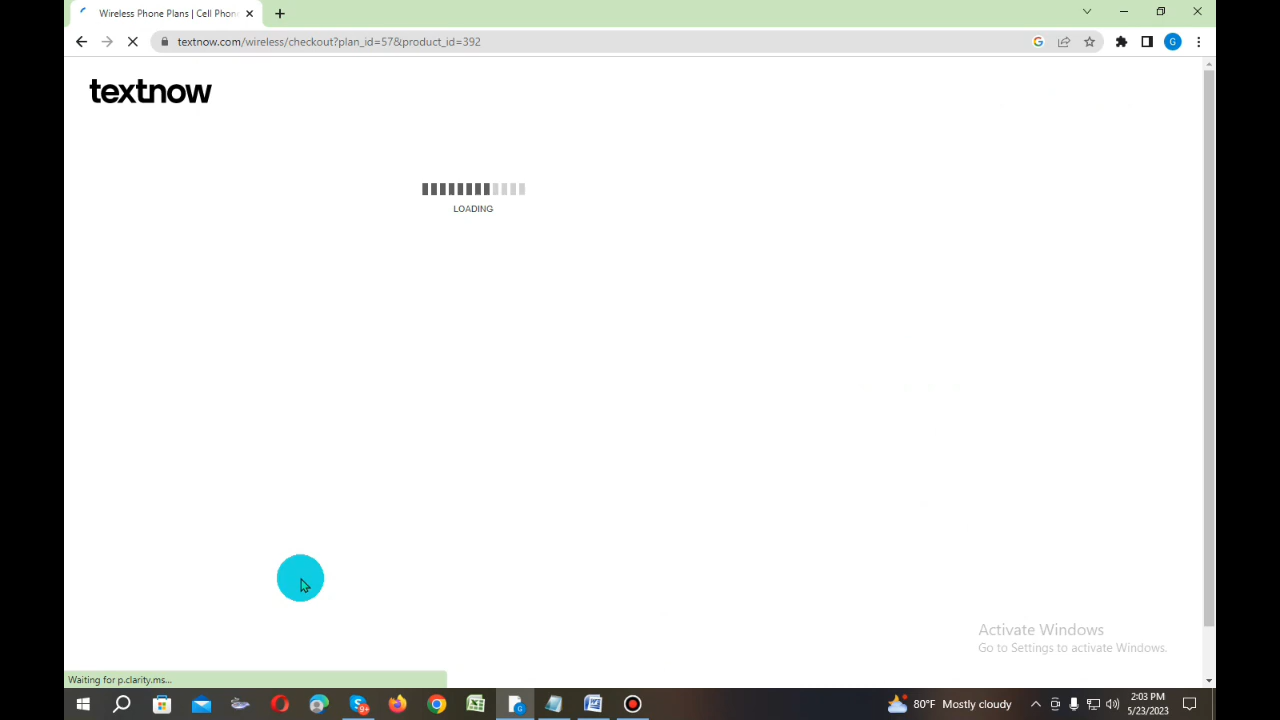 Wireless Phone Plans | Cell Phon
textnow.com/wireless/checkout?plan_id=57&product_id=392
G
G
textnow
LOADING
Activate Windows
Go to Settings to activate Windows.
Waiting for p.clarity.ms...
9+
80°F Mostly cloudy
2:03 PM
5/23/2023